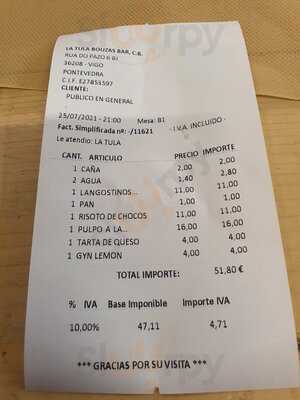 LA TULA BOUZAS BAR, C.B.
RUA DO PAZO 6 BJ
36208 - VIGO
PONTEVEDRA
C.I.F. E27855597
CLIENTE:
PUBLICO EN GENERAL
25/07/2021 - 21:00 Mesa: B1
Fact. Simplificada nº: -/11621 - I.V.A. INCLUIDO -
Le atendio: LA TULA
CANT. ARTICULO PRECIO IMPORTE
1 CAÑA 2,00 2,00
2 AGUA 1,40 2,80
1 LANGOSTINOS... 11,00 11,00
1 PAN 1,00 1,00
1 RISOTO DE CHOCOS 11,00 11,00
1 PULPO A LA... 16,00 16,00
1 TARTA DE QUESO 4,00 4,00
1 GYN LEMON 4,00 4,00
TOTAL IMPORTE: 51,80 €
% IVA Base Imponible Importe IVA
10,00% 47,11 4,71
*** GRACIAS POR SU VISITA ***
sluurpy
sluurpy